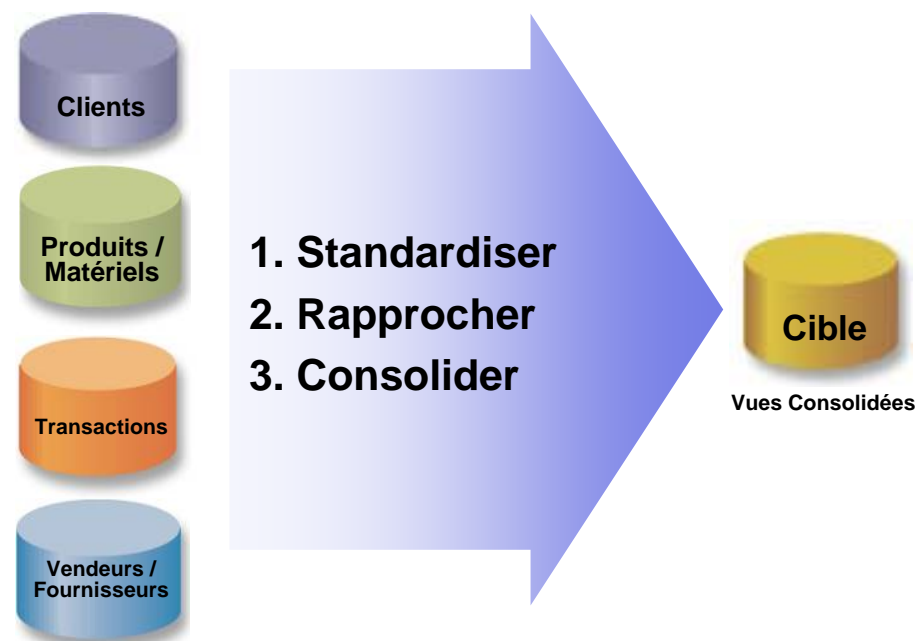 Clients
Produits /
Matériels
Transactions
Vendeurs /
Fournisseurs
1. Standardiser
2. Rapprocher
3. Consolider
Cible
Vues Consolidées